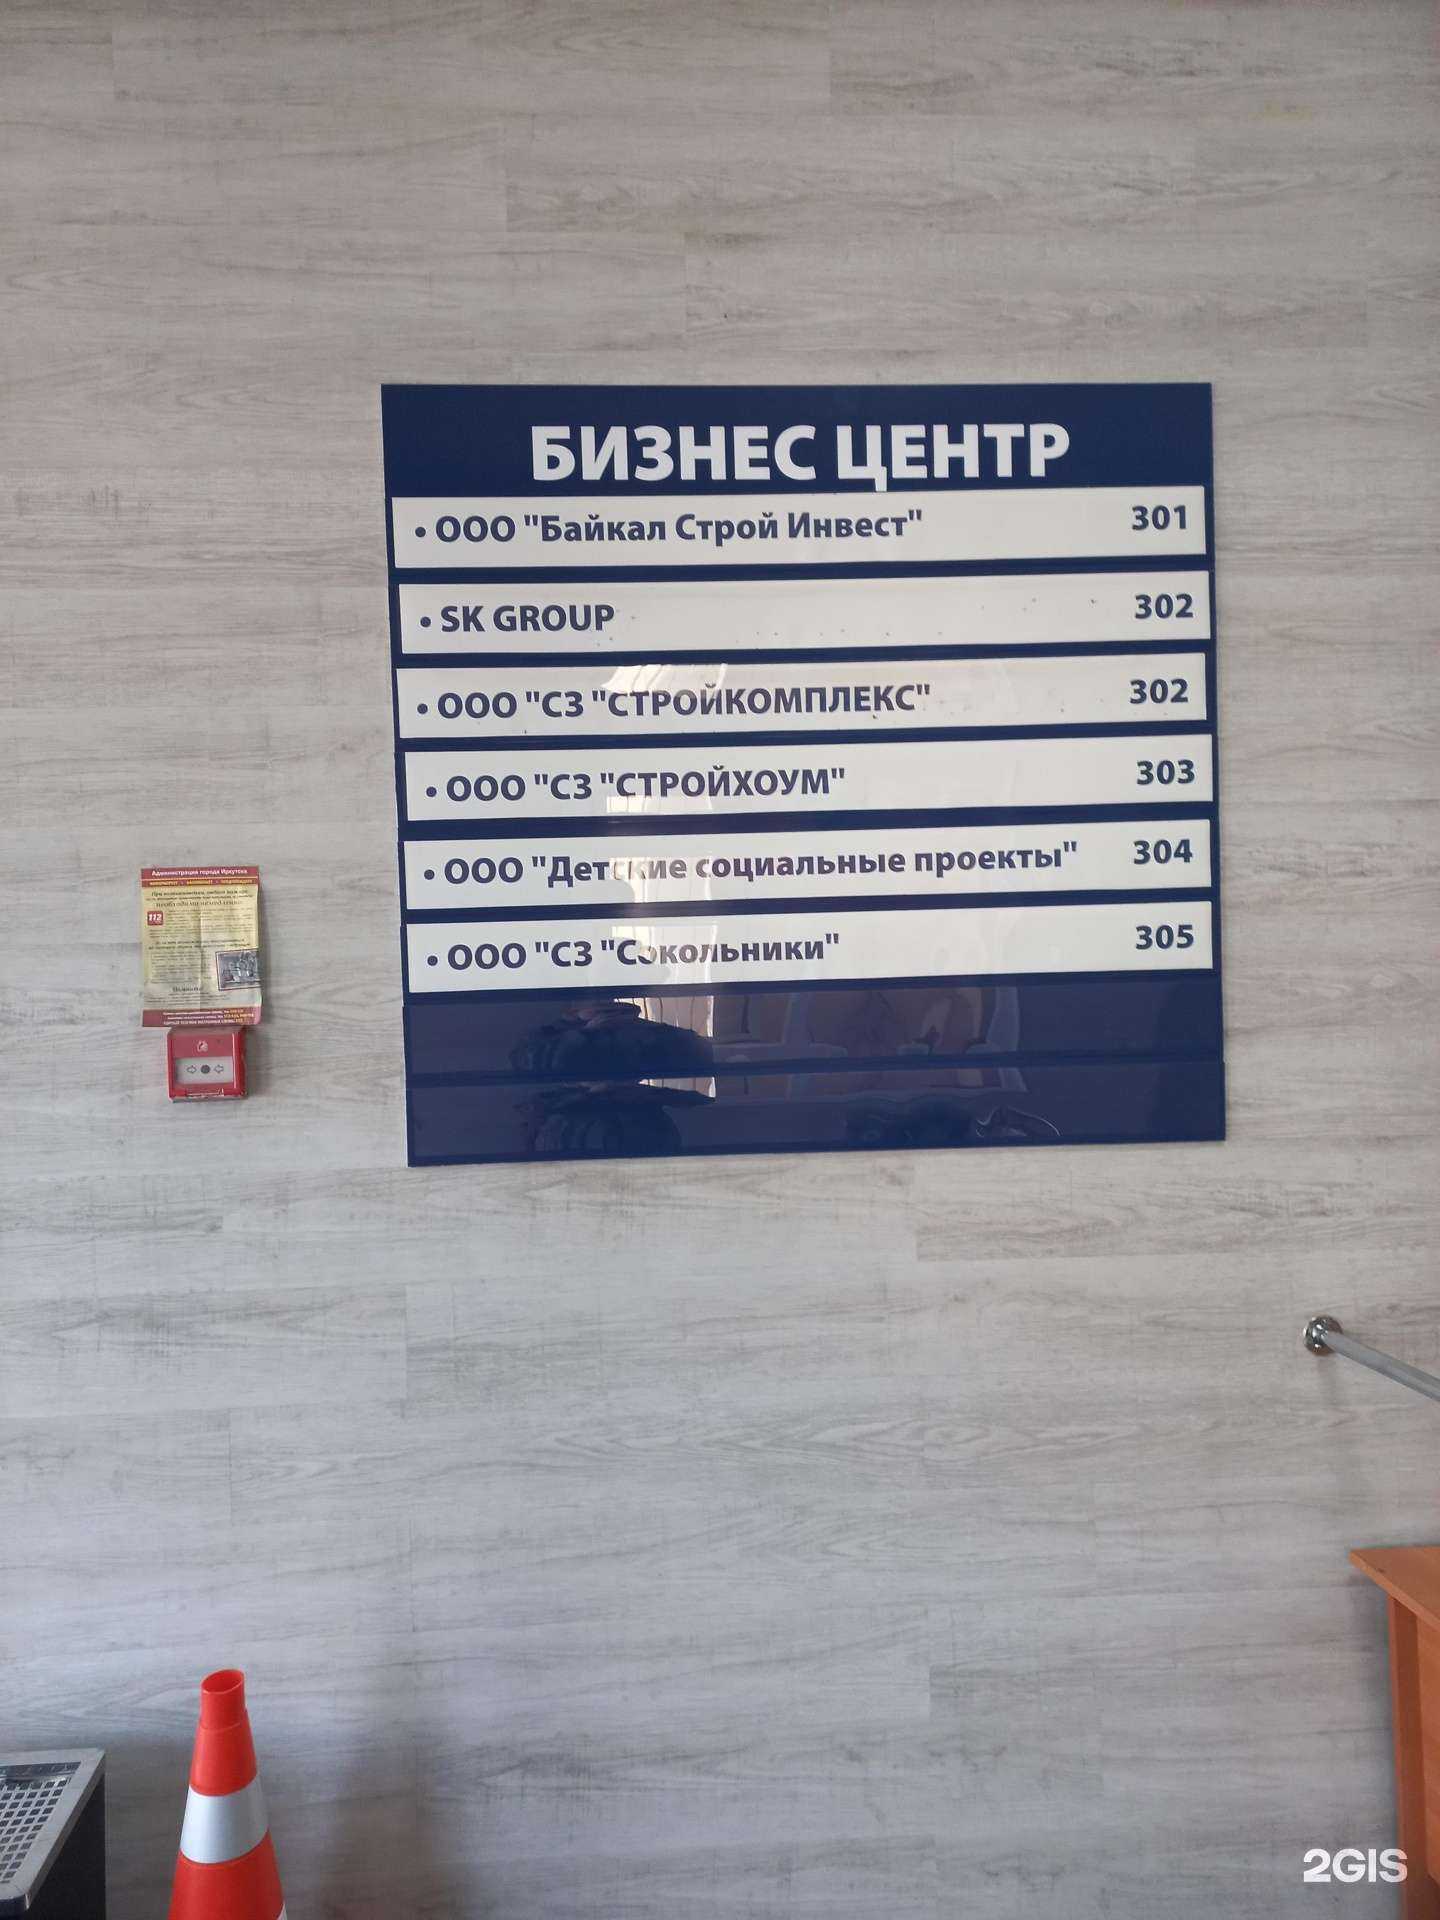 БИЗНЕС ЦЕНТР
• ООО "Байкал Строй Инвест" 301
• SK GROUP 302
• ООО "СЗ "СТРОЙКОМПЛЕКС" 302
• ООО "СЗ "СТРОЙХОУМ" 303
• ООО "Детские социальные проекты" 304
• ООО "СЗ "Сокольники" 305
Администрация города Иркутска
112
2GIS